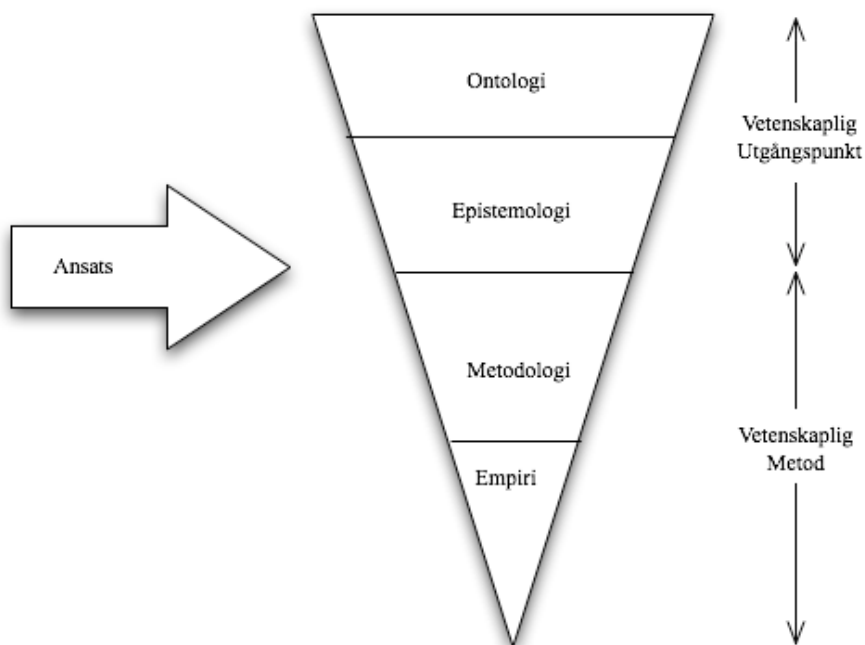 Ontologi
Vetenskaplig
Utgångspunkt
Epistemologi
Ansats
Metodologi
Vetenskaplig
Metod
Empiri